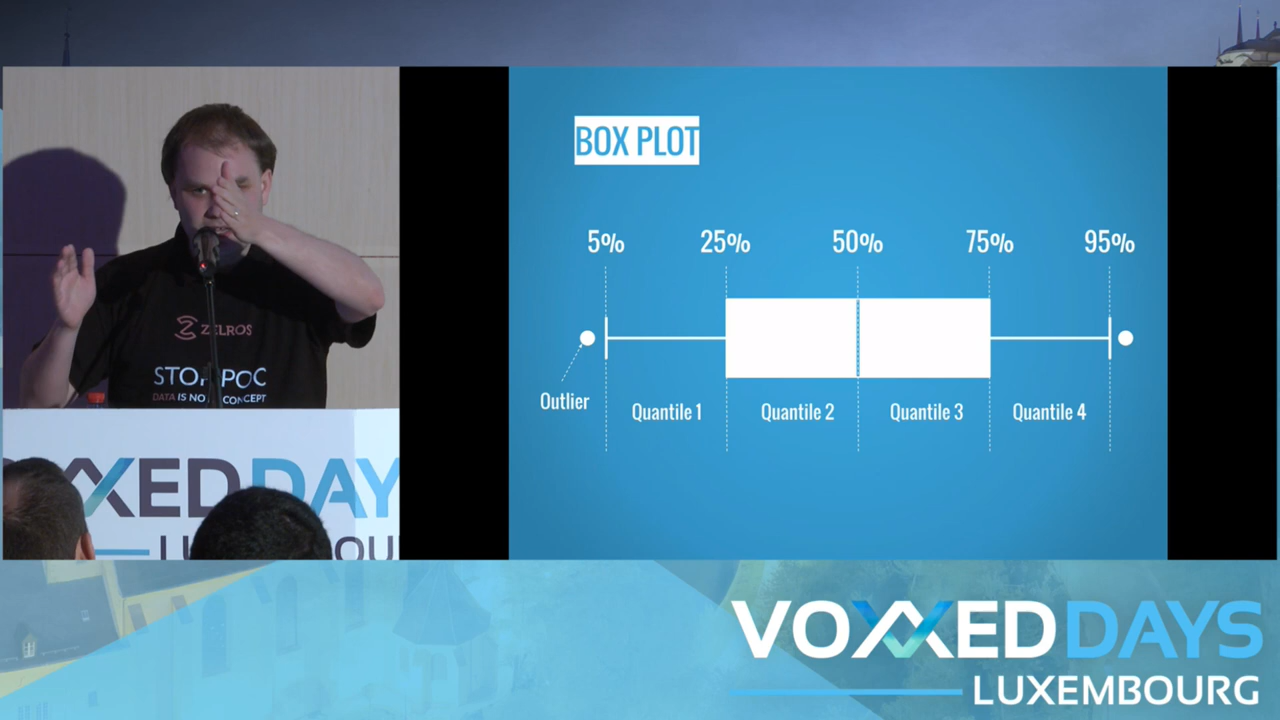 BOX PLOT
5% 25% 50% 75% 95%
Outlier
Quantile 1 Quantile 2 Quantile 3 Quantile 4
ZELROS
STOP POC
DATA IS NO CONCEPT
VOXXED DAYS
LUXEMBOURG
VOXXED DAYS
LUXEMBOURG